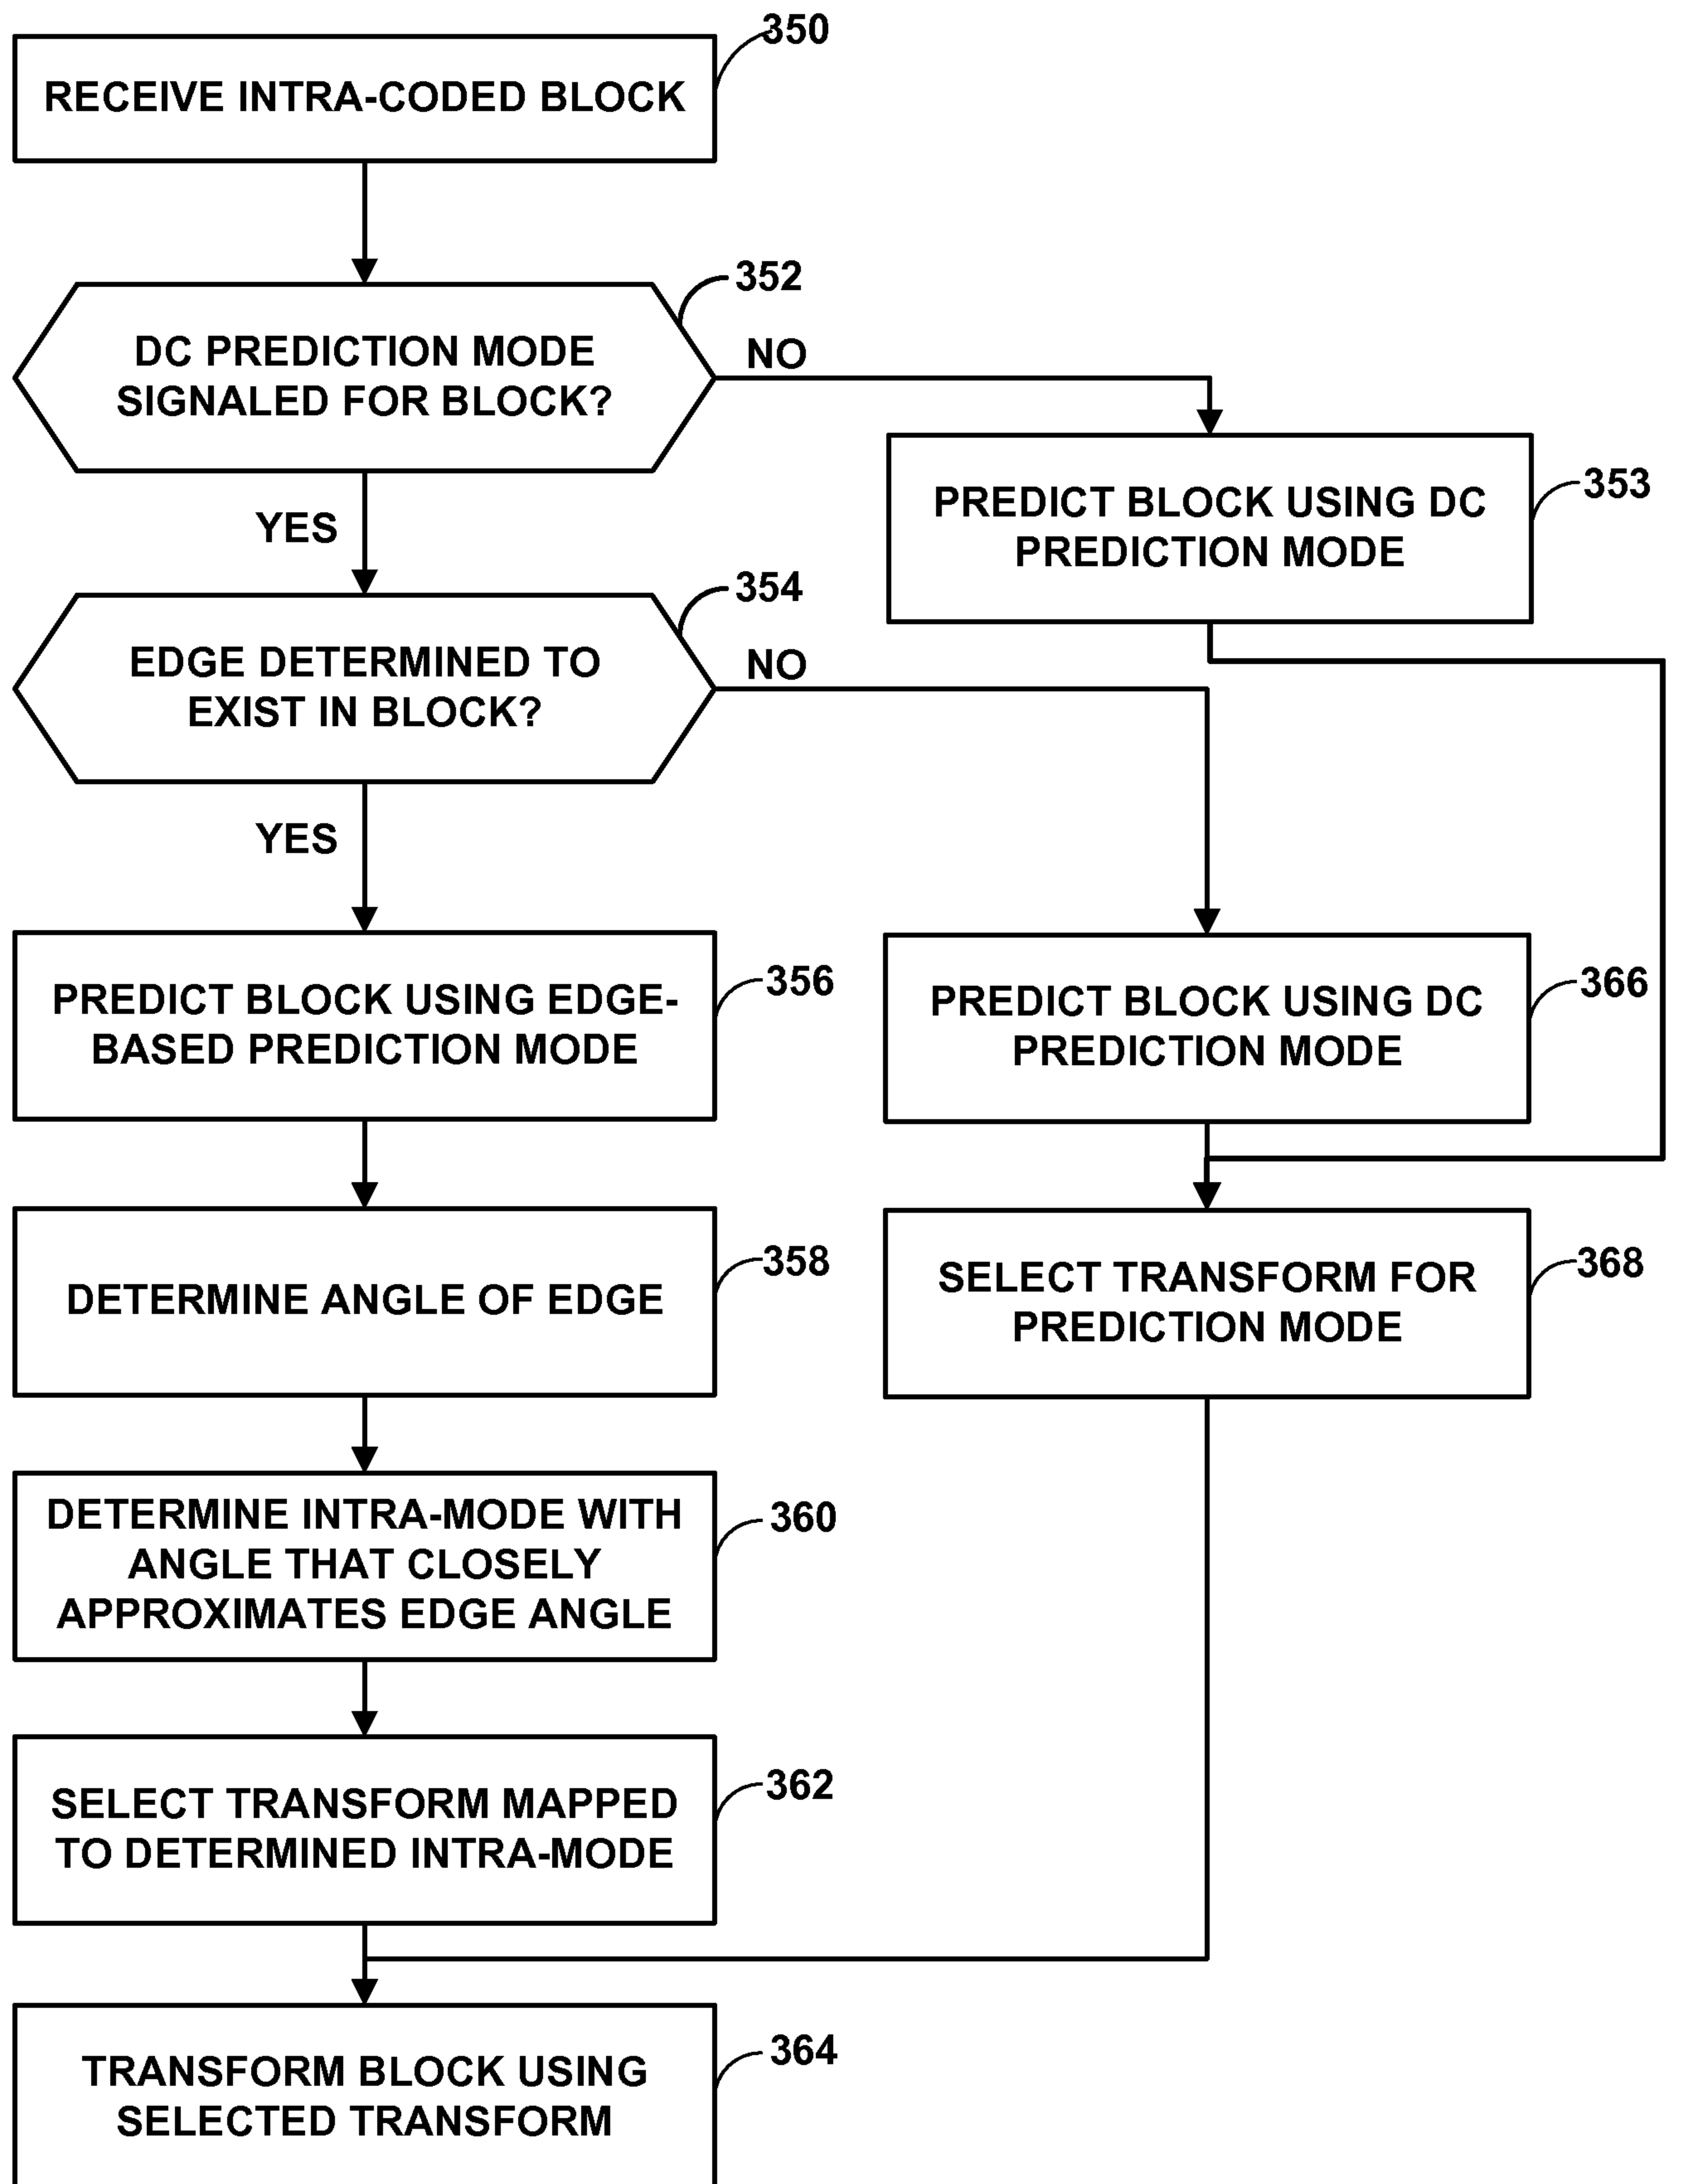 350
RECEIVE INTRA-CODED BLOCK
352
DC PREDICTION MODE
SIGNALED FOR BLOCK?
NO
YES
353
PREDICT BLOCK USING DC
PREDICTION MODE
354
EDGE DETERMINED TO
EXIST IN BLOCK?
NO
YES
356
PREDICT BLOCK USING EDGE-
BASED PREDICTION MODE
366
PREDICT BLOCK USING DC
PREDICTION MODE
358
DETERMINE ANGLE OF EDGE
368
SELECT TRANSFORM FOR
PREDICTION MODE
360
DETERMINE INTRA-MODE WITH
ANGLE THAT CLOSELY
APPROXIMATES EDGE ANGLE
362
SELECT TRANSFORM MAPPED
TO DETERMINED INTRA-MODE
364
TRANSFORM BLOCK USING
SELECTED TRANSFORM